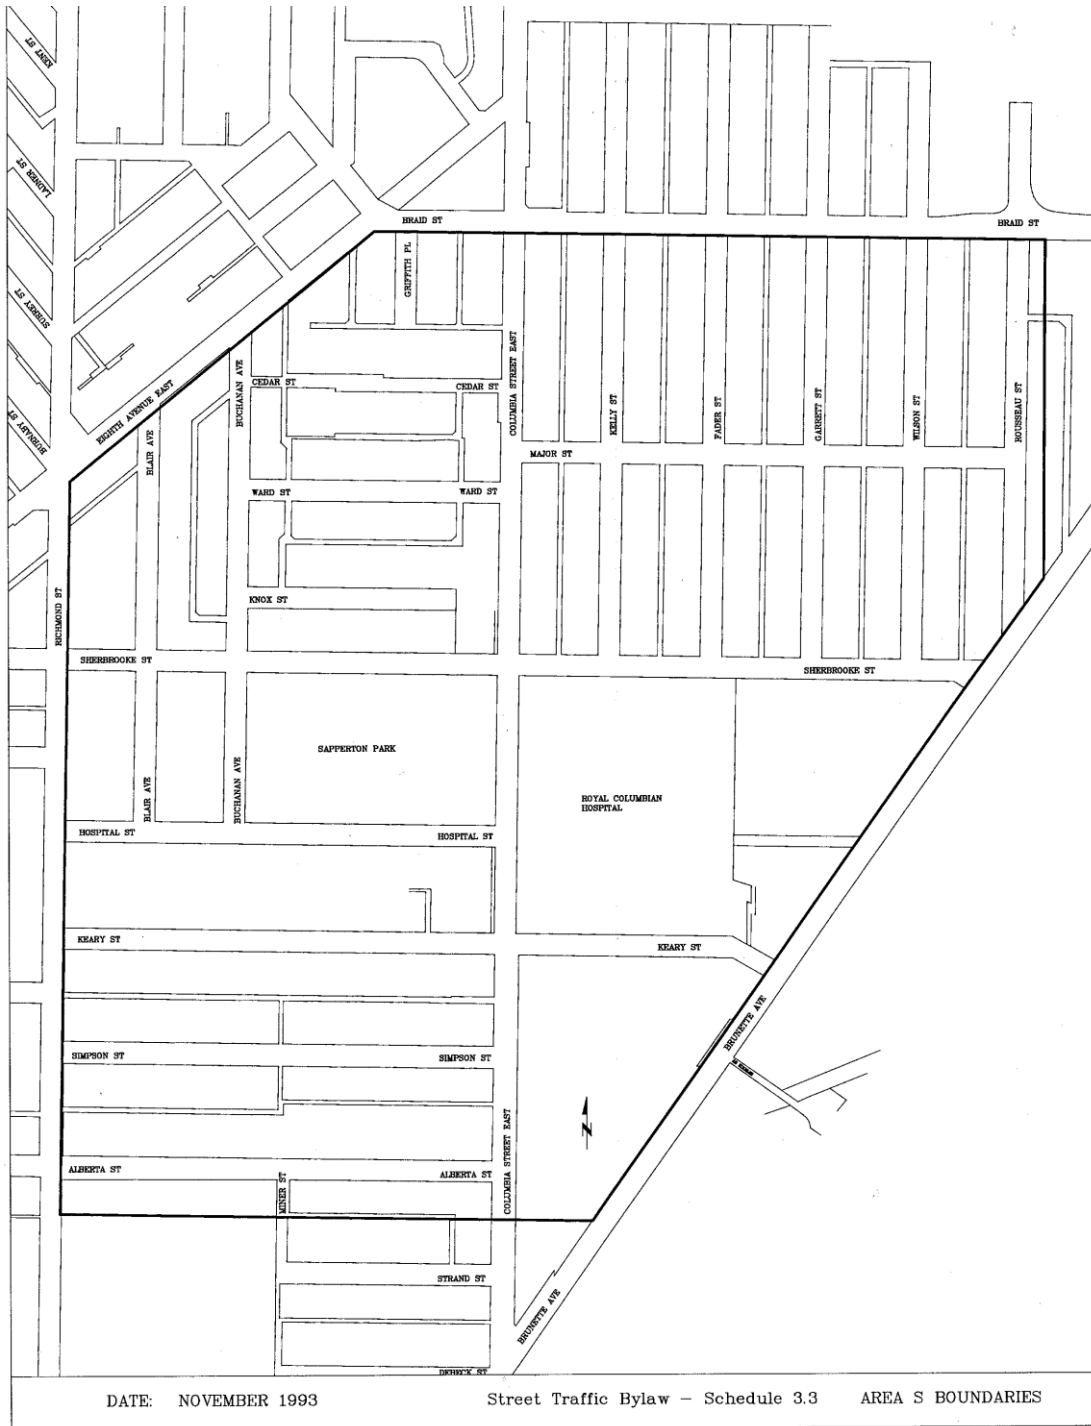 KENT ST
LADNER ST
SURREY ST
BURNABY ST
BRAID ST
BRAID ST
GRIFFITH PL
EIGHTH AVENUE EAST
BUCHANAN AVE
CEDAR ST
CEDAR ST
COLUMBIA STREET EAST
KELLY ST
FADER ST
GARRETT ST
WILSON ST
ROUSSEAU ST
BLAIR AVE
MAJOR ST
WARD ST
WARD ST
KNOX ST
RICHMOND ST
SHERBROOKE ST
SHERBROOKE ST
SAPPERTON PARK
BLAIR AVE
BUCHANAN AVE
ROYAL COLUMBIAN
HOSPITAL
HOSPITAL ST
HOSPITAL ST
KEARY ST
KEARY ST
BRUNETTE AVE
SIMPSON ST
SIMPSON ST
N
COLUMBIA STREET EAST
ALBERTA ST
ALBERTA ST
MINER ST
STRAND ST
BRUNETTE AVE
DEBECK ST
DATE: NOVEMBER 1993
Street Traffic Bylaw – Schedule 3.3
AREA S BOUNDARIES